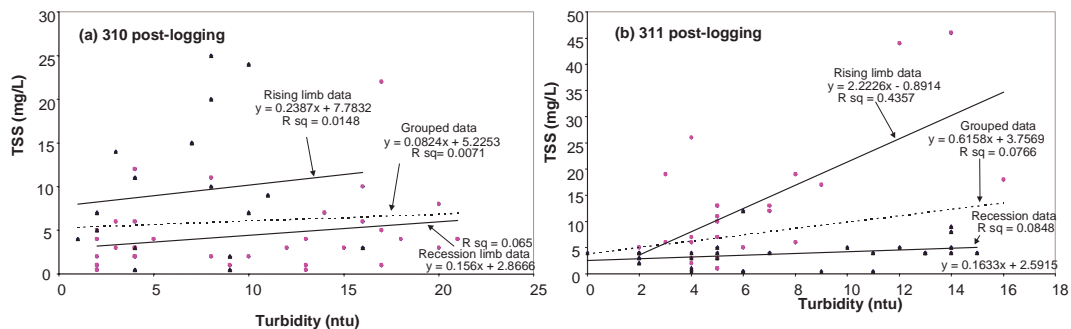 (a) 310 post-logging
TSS (mg/L)
30
25
20
15
10
5
0
Rising limb data
y = 0.2387x + 7.7832
R sq = 0.0148
Grouped data
y = 0.0824x + 5.2253
R sq= 0.0071
R sq = 0.065
Recession limb data
y = 0.156x + 2.8666
0 5 10 15 20 25
Turbidity (ntu)
(b) 311 post-logging
TSS (mg/L)
50
45
40
35
30
25
20
15
10
5
0
Rising limb data
y = 2.2226x - 0.8914
R sq = 0.4357
Grouped data
y = 0.6158x + 3.7569
R sq = 0.0766
Recession data
R sq = 0.0848
y = 0.1633x + 2.5915
0 2 4 6 8 10 12 14 16 18
Turbidity (ntu)